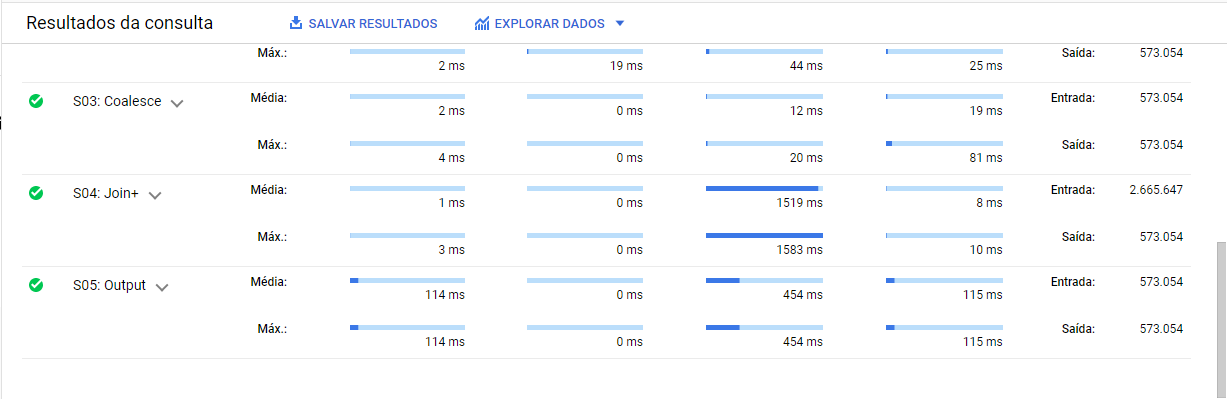 Resultados da consulta SALVAR RESULTADOS EXPLORAR DADOS
Máx.: 2 ms 19 ms 44 ms 25 ms Saída: 573.054
S03: Coalesce Média: 2 ms 0 ms 12 ms 19 ms Entrada: 573.054
Máx.: 4 ms 0 ms 20 ms 81 ms Saída: 573.054
S04: Join+ Média: 1 ms 0 ms 1519 ms 8 ms Entrada: 2.665.647
Máx.: 3 ms 0 ms 1583 ms 10 ms Saída: 573.054
S05: Output Média: 114 ms 0 ms 454 ms 115 ms Entrada: 573.054
Máx.: 114 ms 0 ms 454 ms 115 ms Saída: 573.054